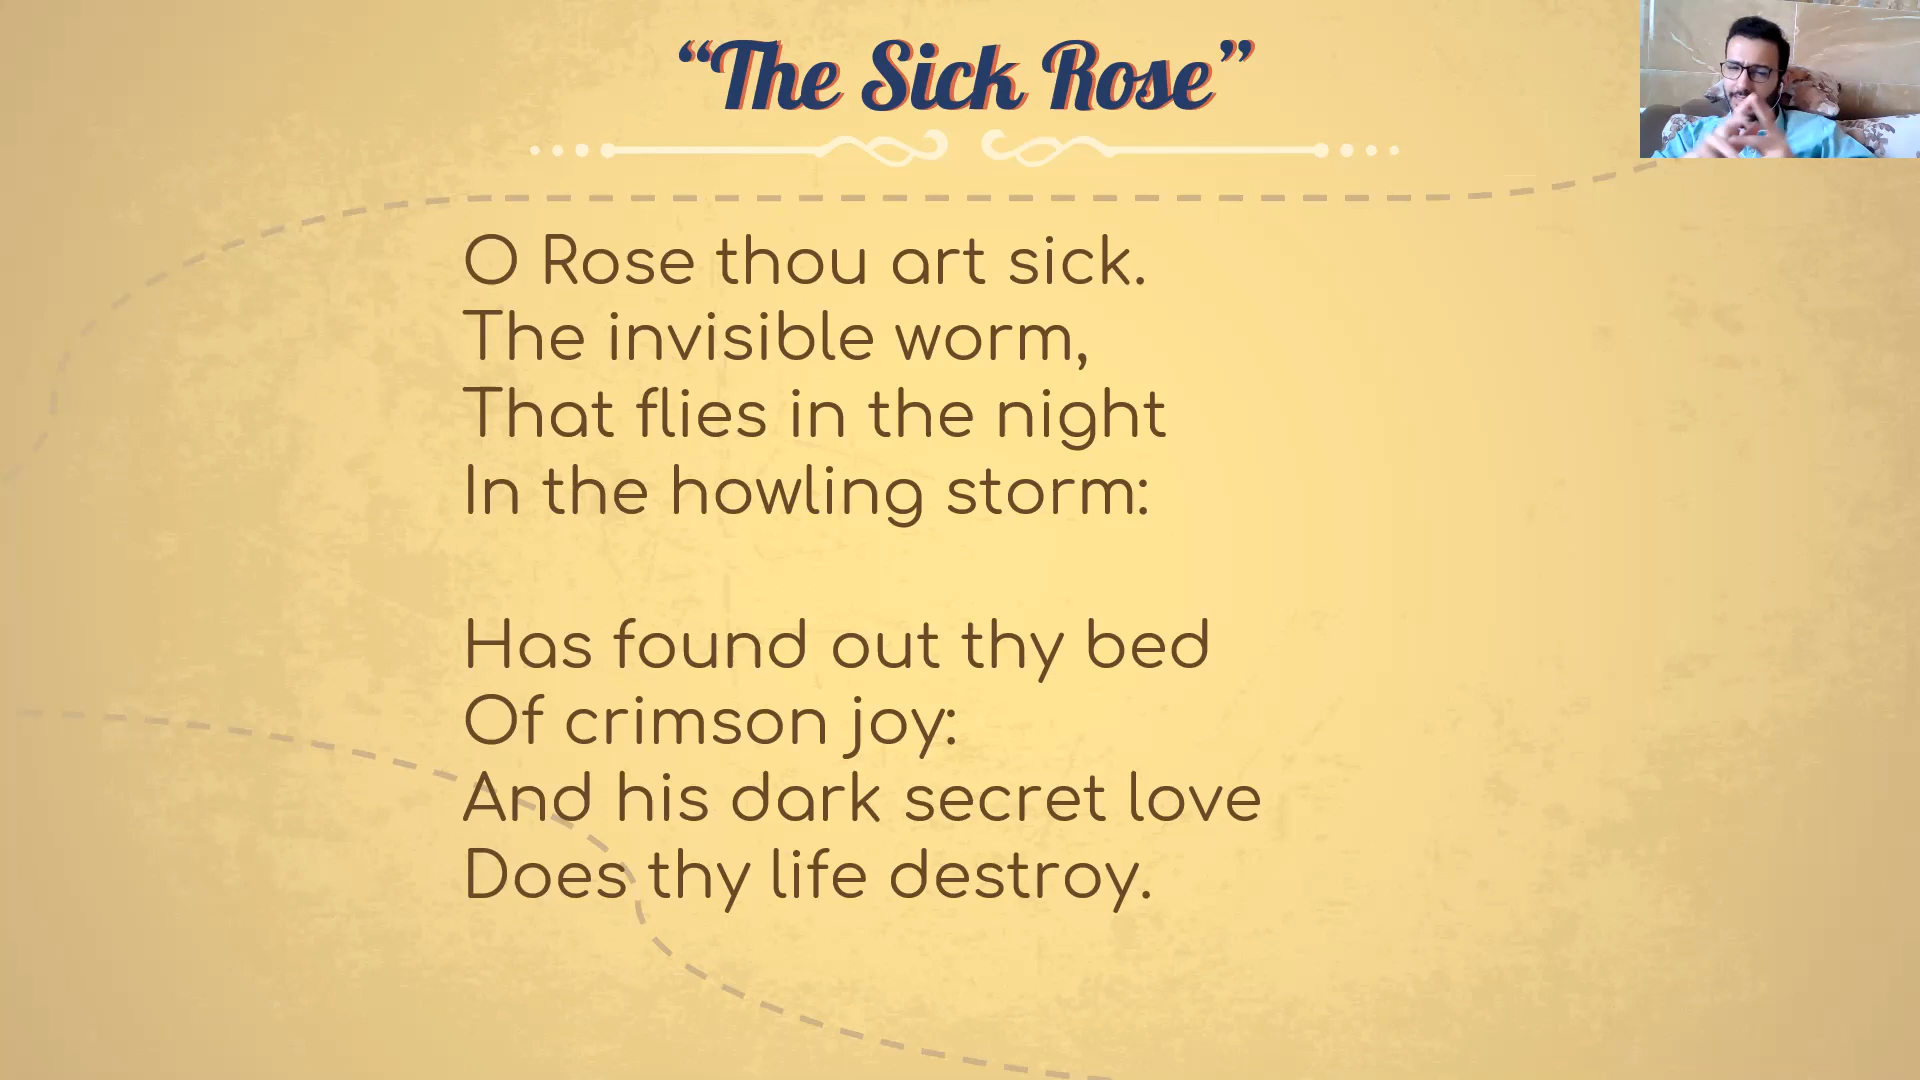 “The Sick Rose”
O Rose thou art sick.
The invisible worm,
That flies in the night
In the howling storm:
Has found out thy bed
Of crimson joy:
And his dark secret love
Does thy life destroy.